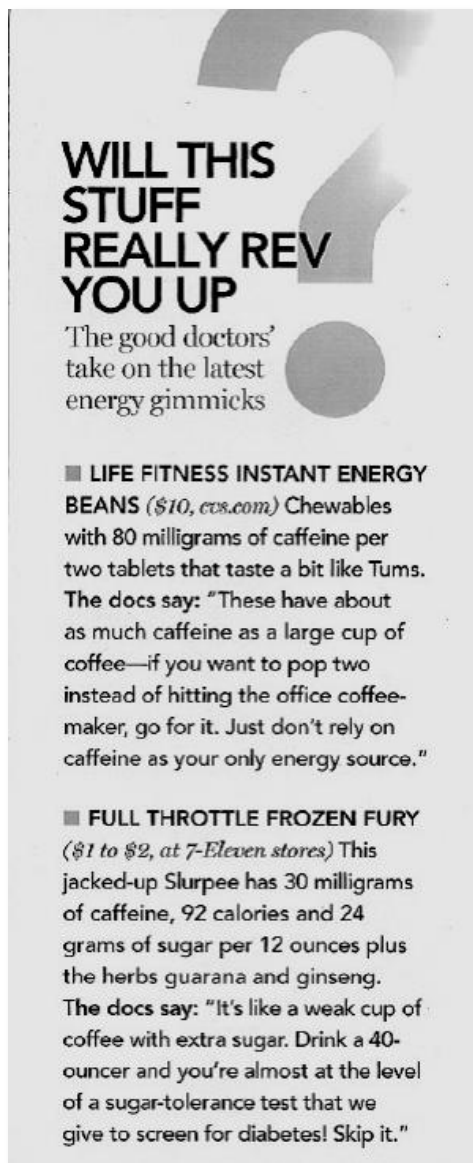 WILL THIS
STUFF
REALLY REV
YOU UP
?
The good doctors'
take on the latest
energy gimmicks
■ LIFE FITNESS INSTANT ENERGY
BEANS ($10, cvs.com) Chewables
with 80 milligrams of caffeine per
two tablets that taste a bit like Tums.
The docs say: "These have about
as much caffeine as a large cup of
coffee—if you want to pop two
instead of hitting the office coffee-
maker, go for it. Just don't rely on
caffeine as your only energy source."
■ FULL THROTTLE FROZEN FURY
($1 to $2, at 7-Eleven stores) This
jacked-up Slurpee has 30 milligrams
of caffeine, 92 calories and 24
grams of sugar per 12 ounces plus
the herbs guarana and ginseng.
The docs say: "It's like a weak cup of
coffee with extra sugar. Drink a 40-
ouncer and you're almost at the level
of a sugar-tolerance test that we
give to screen for diabetes! Skip it."